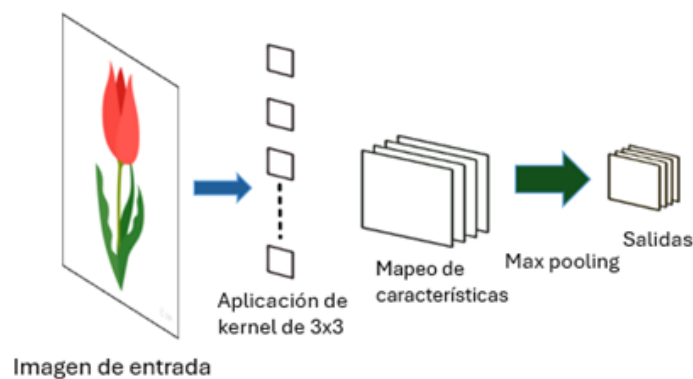 Imagen de entrada
Aplicación de
kernel de 3x3
Mapeo de
características
Max pooling
Salidas